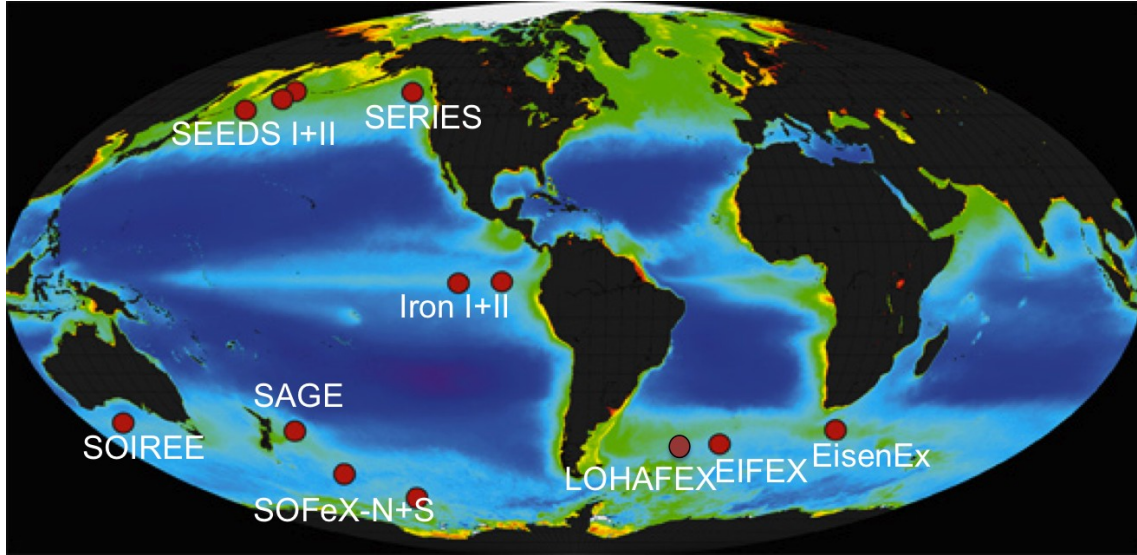 SEEDS I+II
SERIES
Iron I+II
SAGE
SOIREE
SOFeX-N+S
LOHAFEX
EIFEX
EisenEx